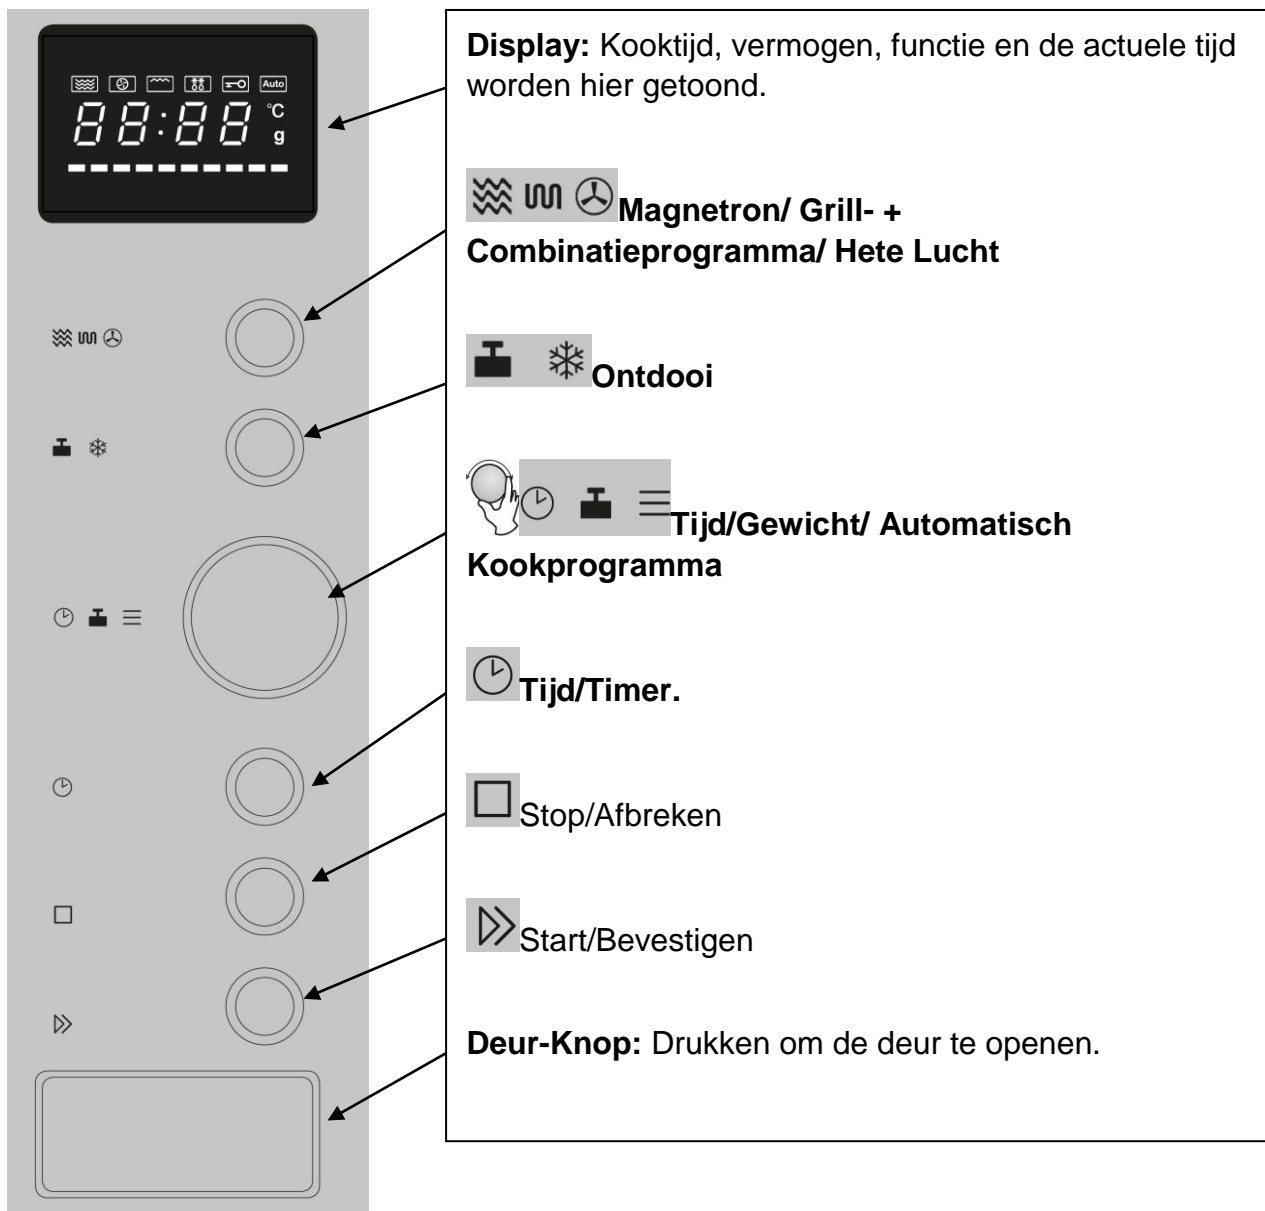 Auto
88:88 °C
g
Display: Kooktijd, vermogen, functie en de actuele tijd
worden hier getoond.
Magnetron/ Grill- +
Combinatieprogramma/ Hete Lucht
Ontdooi
Tijd/Gewicht/ Automatisch
Kookprogramma
Tijd/Timer.
Stop/Afbreken
Start/Bevestigen
Deur-Knop: Drukken om de deur te openen.